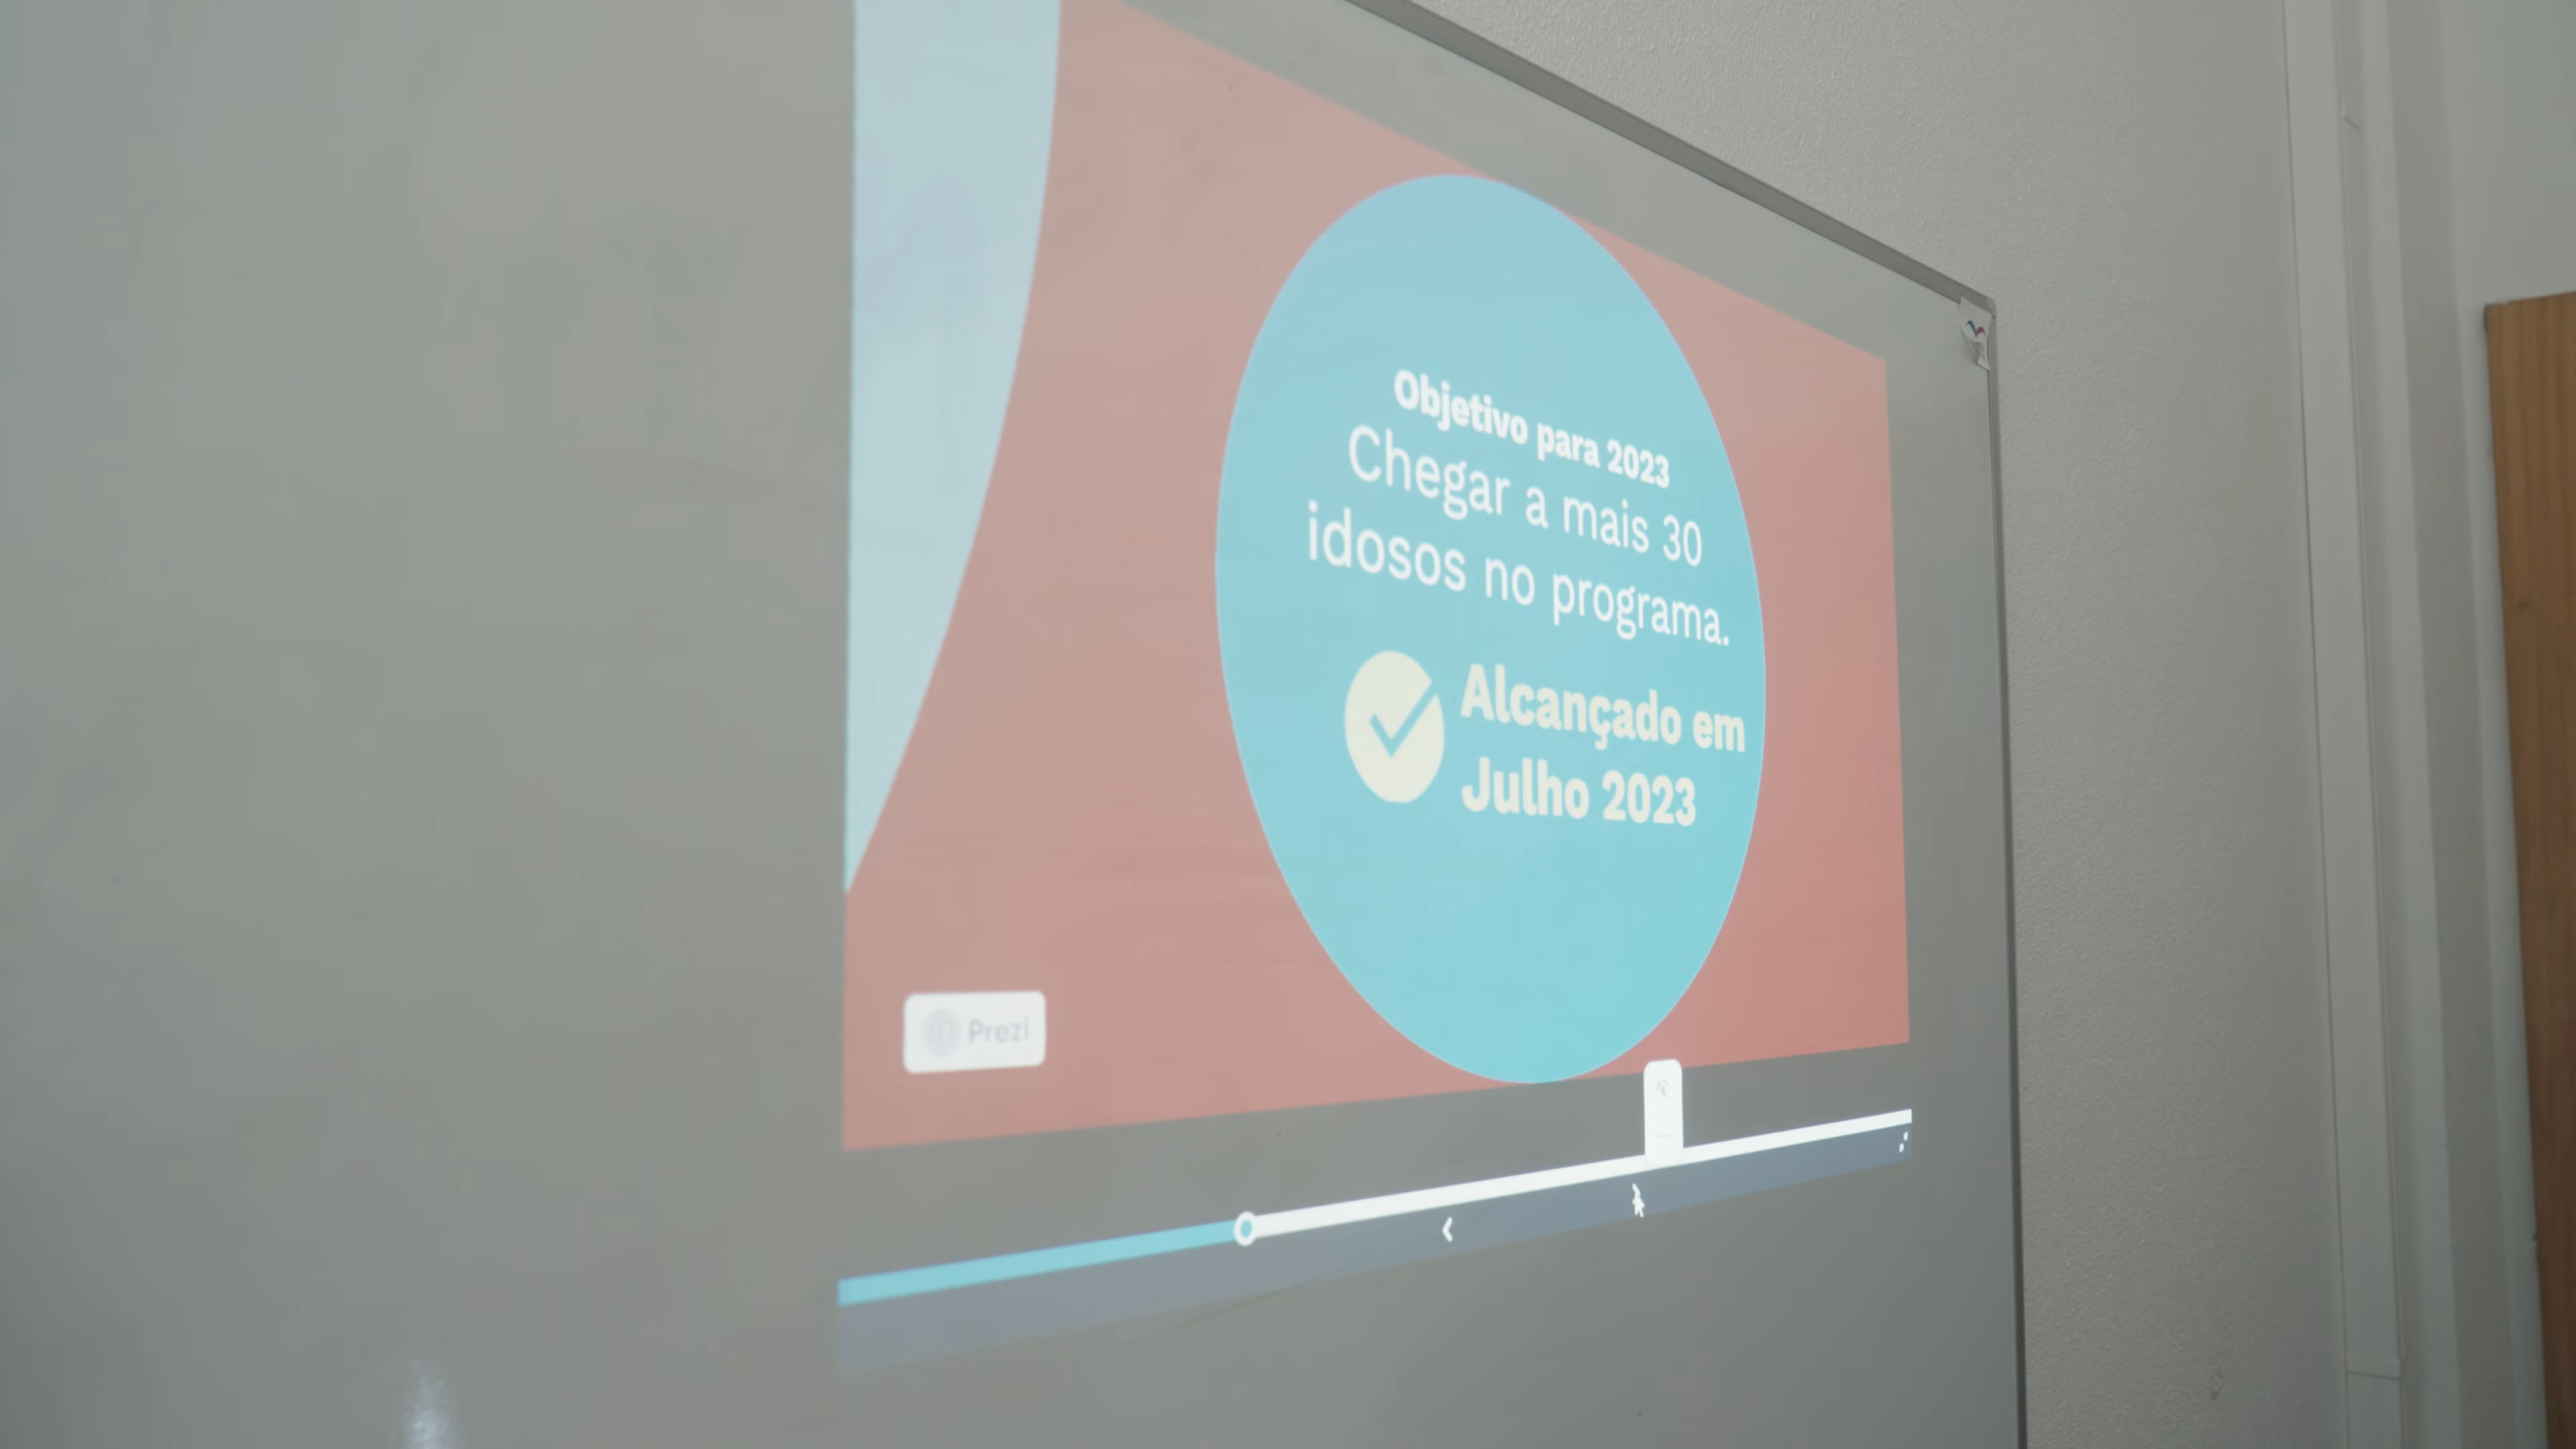 Objetivo para 2023
Chegar a mais 30
idosos no programa.
Alcançado em
Julho 2023
Prezi